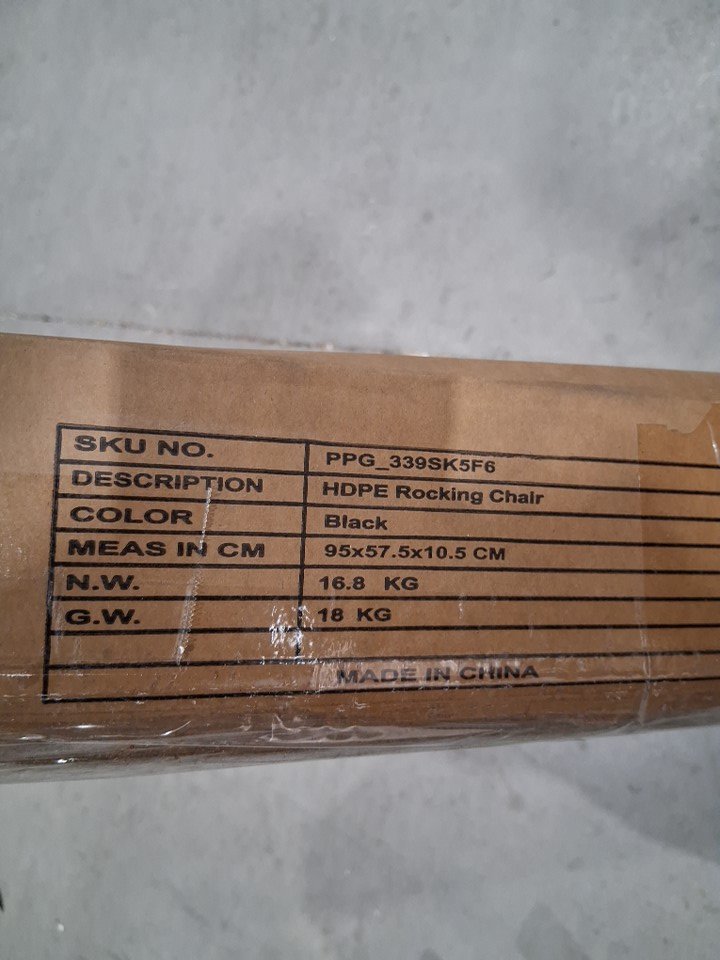 SKU NO. PPG_339SK5F6
DESCRIPTION HDPE Rocking Chair
COLOR Black
MEAS IN CM 95x57.5x10.5 CM
N.W. 16.8 KG
G.W. 18 KG
MADE IN CHINA